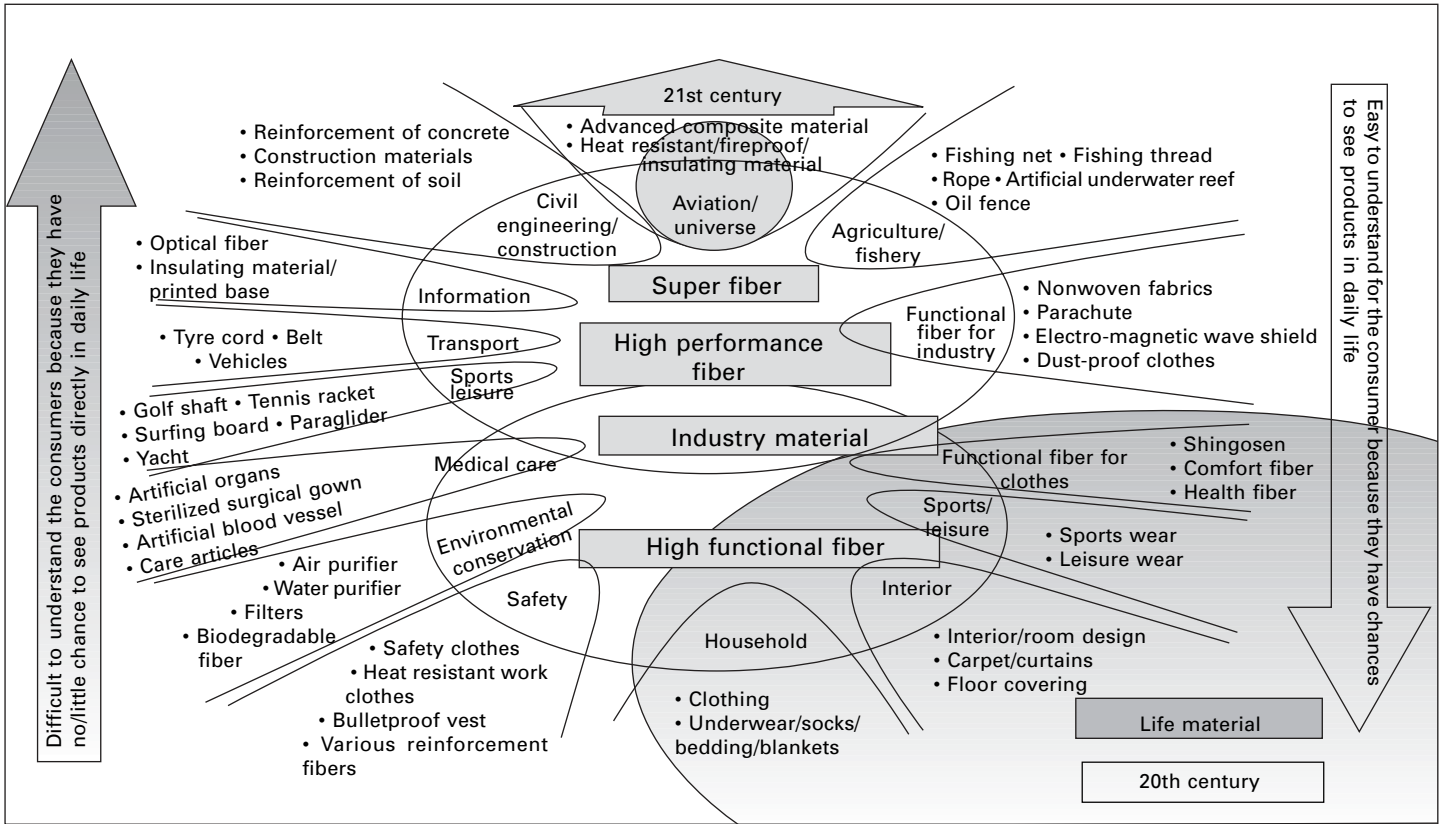 21st century
• Advanced composite material
• Heat resistant/fireproof/
insulating material
Aviation/
universe
• Reinforcement of concrete
• Construction materials
• Reinforcement of soil
Civil
engineering/
construction
• Fishing net • Fishing thread
• Rope • Artificial underwater reef
• Oil fence
Agriculture/
fishery
• Optical fiber
• Insulating material/
printed base
Information
Super fiber
• Tyre cord • Belt
• Vehicles
Transport
High performance
fiber
Functional
fiber for
industry
• Nonwoven fabrics
• Parachute
• Electro-magnetic wave shield
• Dust-proof clothes
Sports
leisure
• Golf shaft • Tennis racket
• Surfing board • Paraglider
• Yacht
Industry material
Medical care
• Artificial organs
• Sterilized surgical gown
• Artificial blood vessel
• Care articles
Functional fiber for
clothes
• Shingosen
• Comfort fiber
• Health fiber
Environmental
conservation
• Air purifier
• Water purifier
• Filters
• Biodegradable
fiber
High functional fiber
Sports/
leisure
• Sports wear
• Leisure wear
Safety
• Safety clothes
• Heat resistant work
clothes
• Bulletproof vest
• Various reinforcement
fibers
Household
• Clothing
• Underwear/socks/
bedding/blankets
Interior
• Interior/room design
• Carpet/curtains
• Floor covering
Life material
20th century
Difficult to understand the consumers because they have
no/little chance to see products directly in daily life
Easy to understand for the consumer because they have chances
to see products in daily life